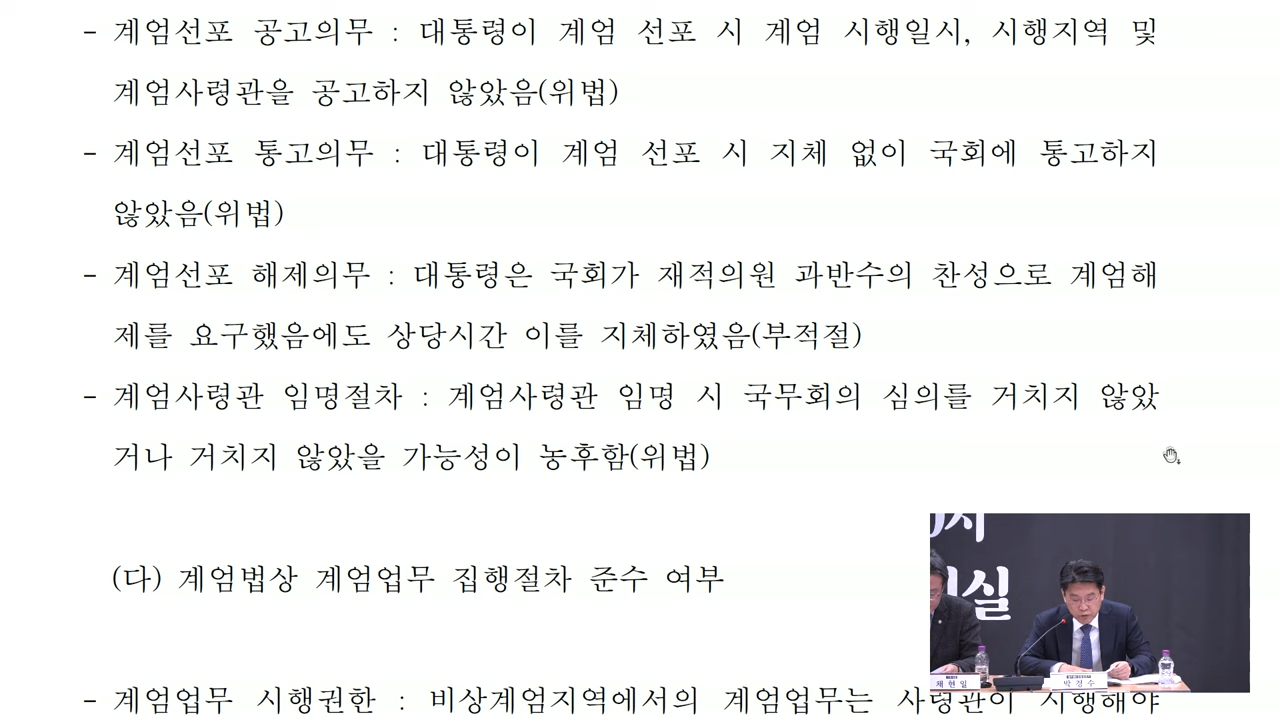 - 계엄선포 공고의무 : 대통령이 계엄 선포 시 계엄 시행일시, 시행지역 및
계엄사령관을 공고하지 않았음(위법)
- 계엄선포 통고의무 : 대통령이 계엄 선포 시 지체 없이 국회에 통고하지
않았음(위법)
- 계엄선포 해제의무 : 대통령은 국회가 재적의원 과반수의 찬성으로 계엄해
제를 요구했음에도 상당시간 이를 지체하였음(부적절)
- 계엄사령관 임명절차 : 계엄사령관 임명 시 국무회의 심의를 거치지 않았
거나 거치지 않았을 가능성이 농후함(위법)
(다) 계엄법상 계엄업무 집행절차 준수 여부
- 계엄업무 시행권한 : 비상계엄지역에서의 계엄업무는 사령관이 시행해야
실
채현일
박경수